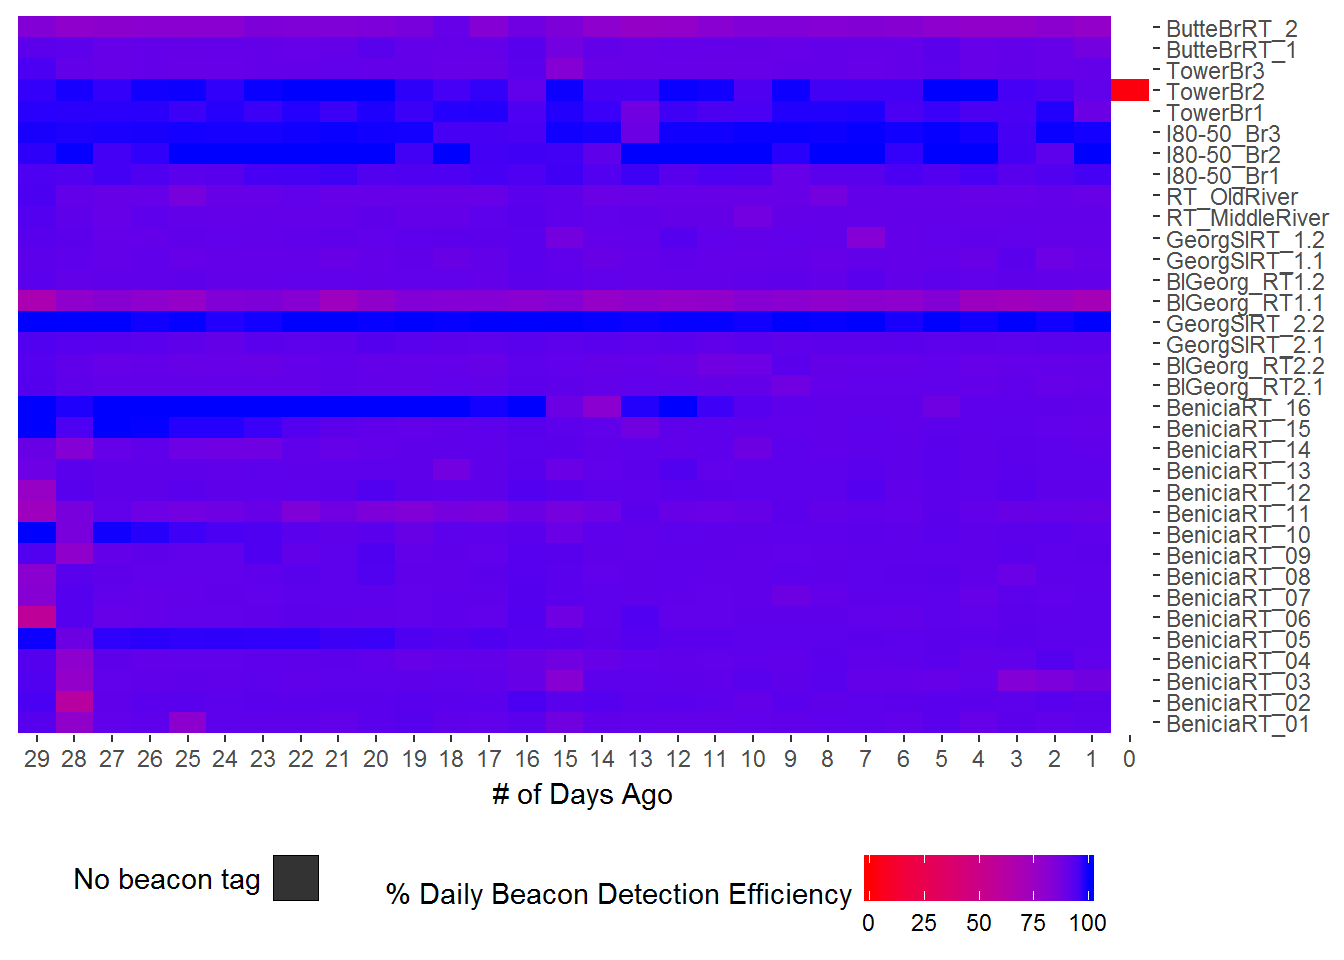 ButteBrRT_2
ButteBrRT_1
TowerBr3
TowerBr2
TowerBr1
I80-50_Br3
I80-50_Br2
I80-50_Br1
RT_OldRiver
RT_MiddleRiver
GeorgSlRT_1.2
GeorgSlRT_1.1
BlGeorg_RT1.2
BlGeorg_RT1.1
GeorgSlRT_2.2
GeorgSlRT_2.1
BlGeorg_RT2.2
BlGeorg_RT2.1
BeniciaRT_16
BeniciaRT_15
BeniciaRT_14
BeniciaRT_13
BeniciaRT_12
BeniciaRT_11
BeniciaRT_10
BeniciaRT_09
BeniciaRT_08
BeniciaRT_07
BeniciaRT_06
BeniciaRT_05
BeniciaRT_04
BeniciaRT_03
BeniciaRT_02
BeniciaRT_01
29 28 27 26 25 24 23 22 21 20 19 18 17 16 15 14 13 12 11 10 9 8 7 6 5 4 3 2 1 0
# of Days Ago
No beacon tag
% Daily Beacon Detection Efficiency
0 25 50 75 100